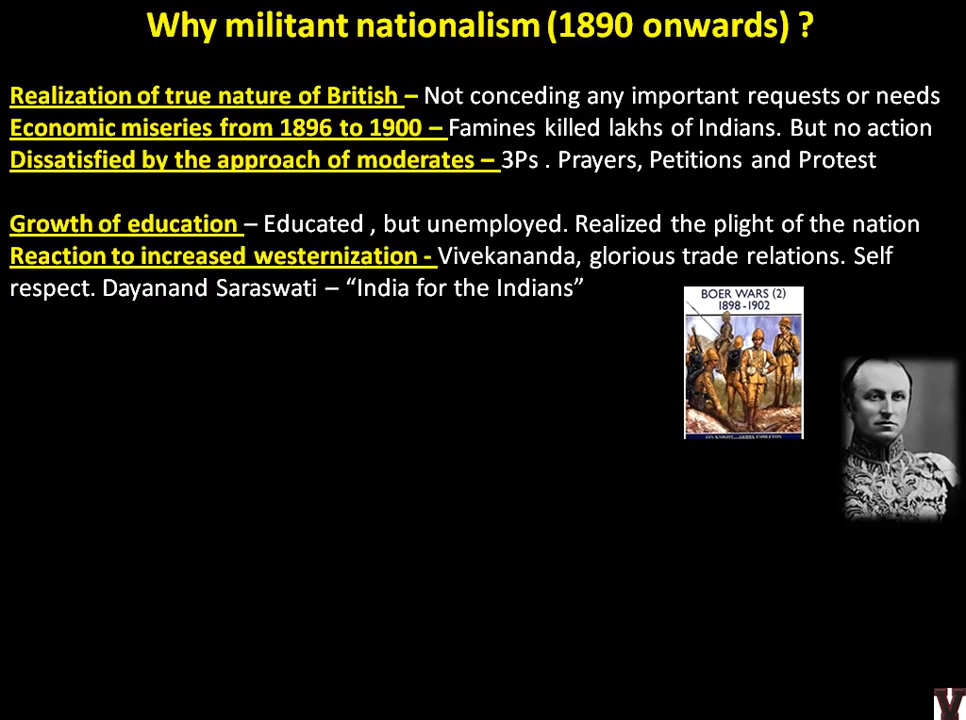 Why militant nationalism (1890 onwards) ?
Realization of true nature of British – Not conceding any important requests or needs
Economic miseries from 1896 to 1900 – Famines killed lakhs of Indians. But no action
Dissatisfied by the approach of moderates – 3Ps . Prayers, Petitions and Protest
Growth of education – Educated , but unemployed. Realized the plight of the nation
Reaction to increased westernization - Vivekananda, glorious trade relations. Self
respect. Dayanand Saraswati – “India for the Indians”
BOER WARS (2)
1898-1902